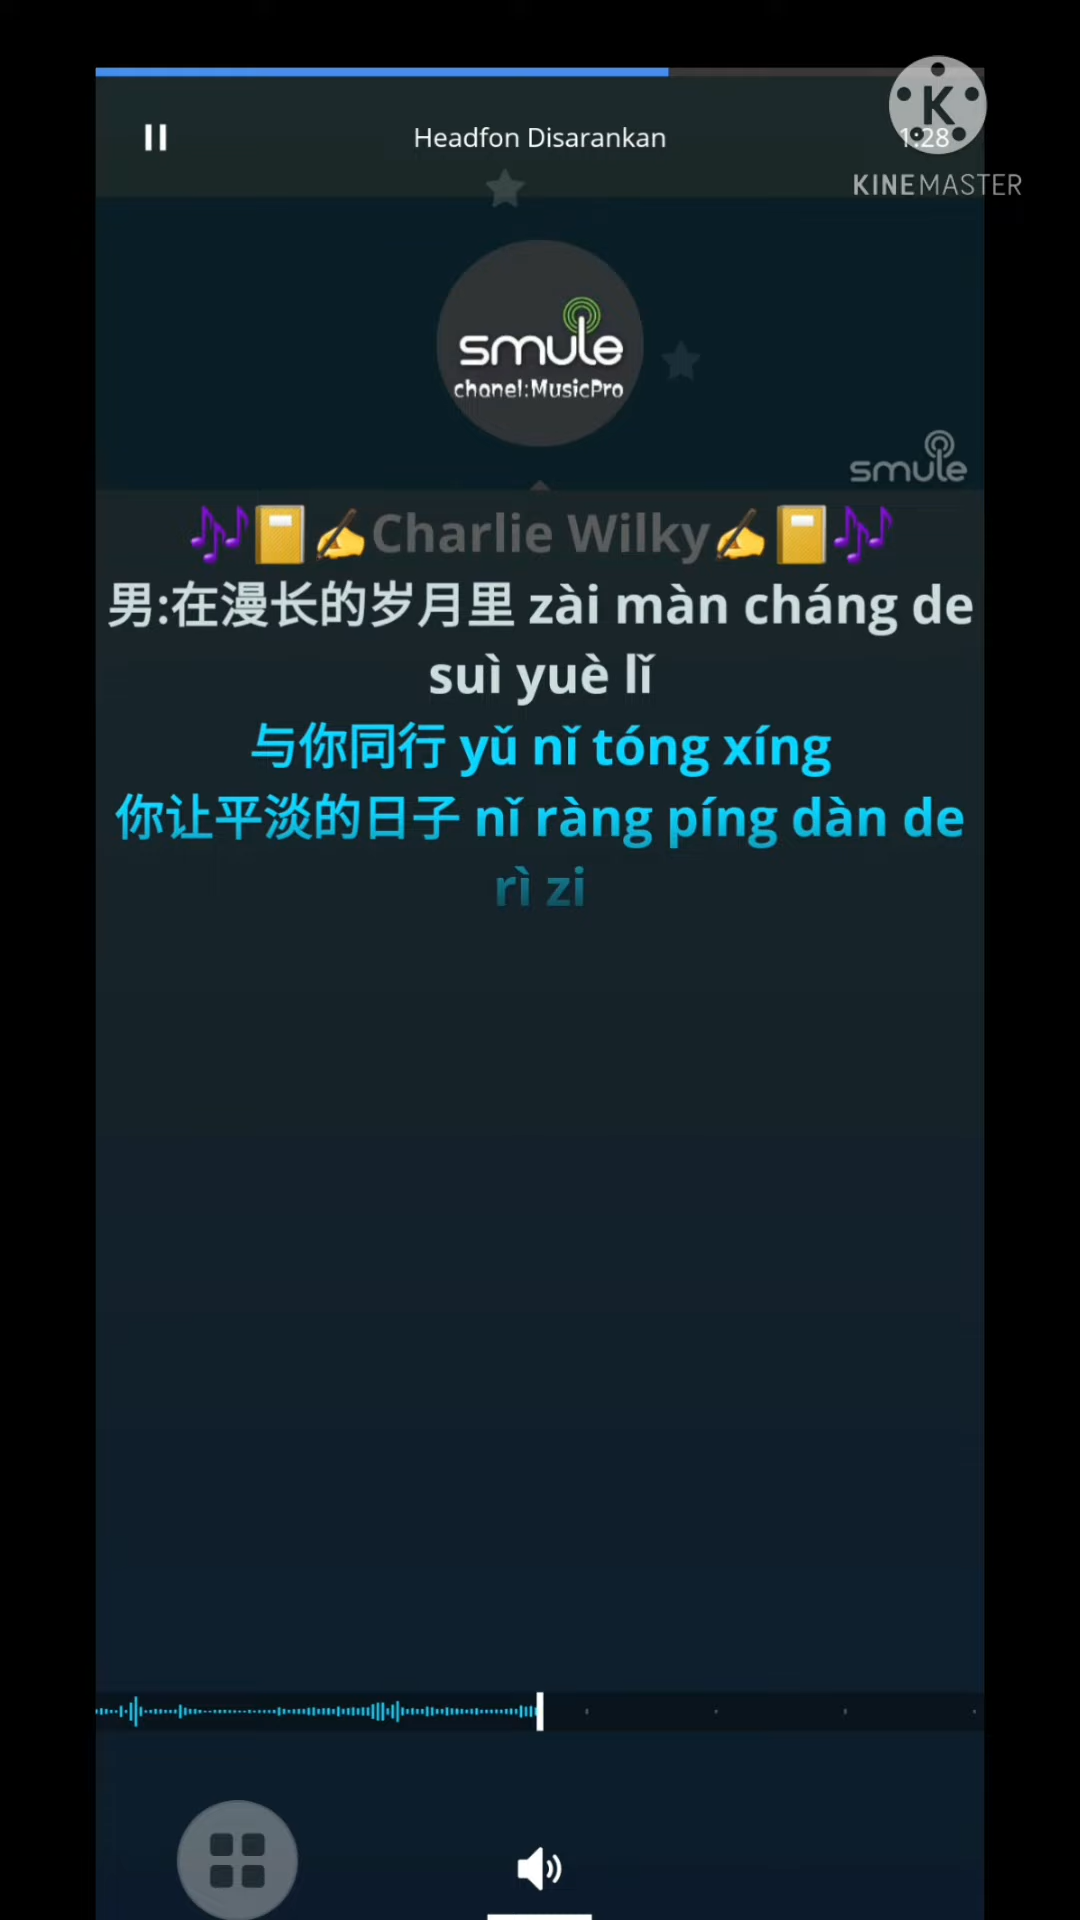 Headfon Disarankan
1:28
K
KINEMASTER
smule
chanel:MusicPro
smule
🎶📒✍Charlie Wilky✍📒🎶
男:在漫长的岁月里 zài màn cháng de
suì yuè lǐ
与你同行 yǔ nǐ tóng xíng
你让平淡的日子 nǐ ràng píng dàn de
rì zi